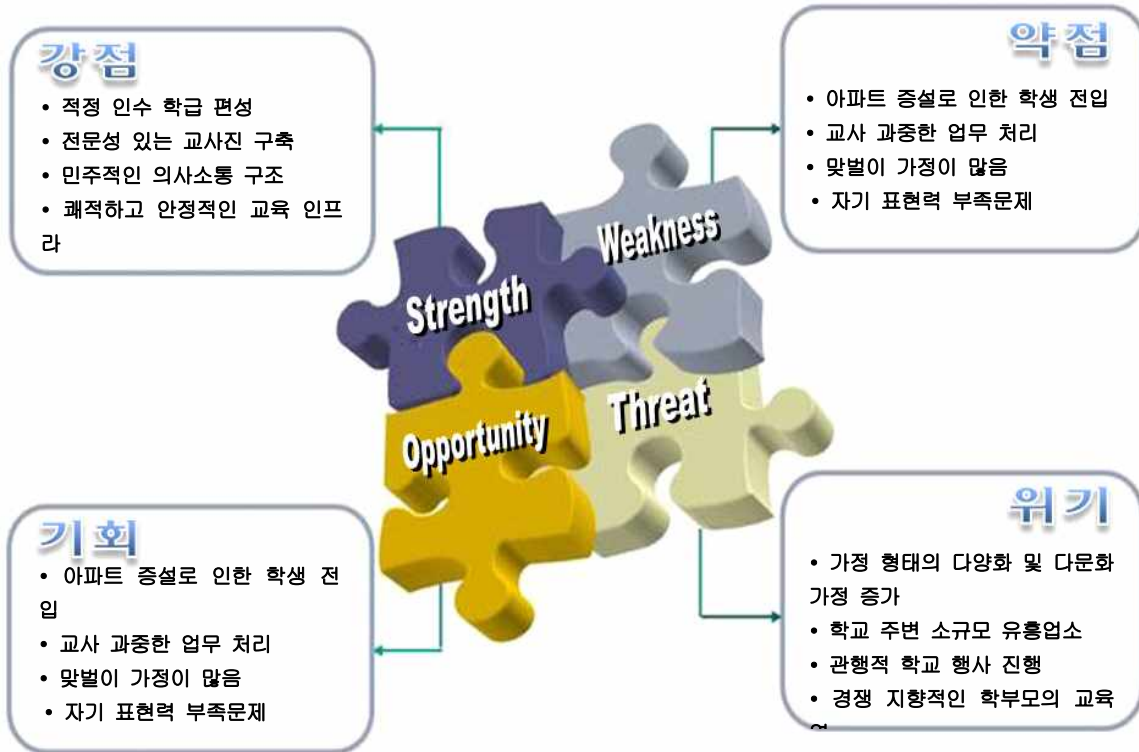 강점
• 적정 인수 학급 편성
• 전문성 있는 교사진 구축
• 민주적인 의사소통 구조
• 쾌적하고 안정적인 교육 인프
라
약점
• 아파트 증설로 인한 학생 전입
• 교사 과중한 업무 처리
• 맞벌이 가정이 많음
• 자기 표현력 부족문제
Strength
Weakness
Opportunity
Threat
기회
• 아파트 증설로 인한 학생 전
입
• 교사 과중한 업무 처리
• 맞벌이 가정이 많음
• 자기 표현력 부족문제
위기
• 가정 형태의 다양화 및 다문화
가정 증가
• 학교 주변 소규모 유흥업소
• 관행적 학교 행사 진행
• 경쟁 지향적인 학부모의 교육